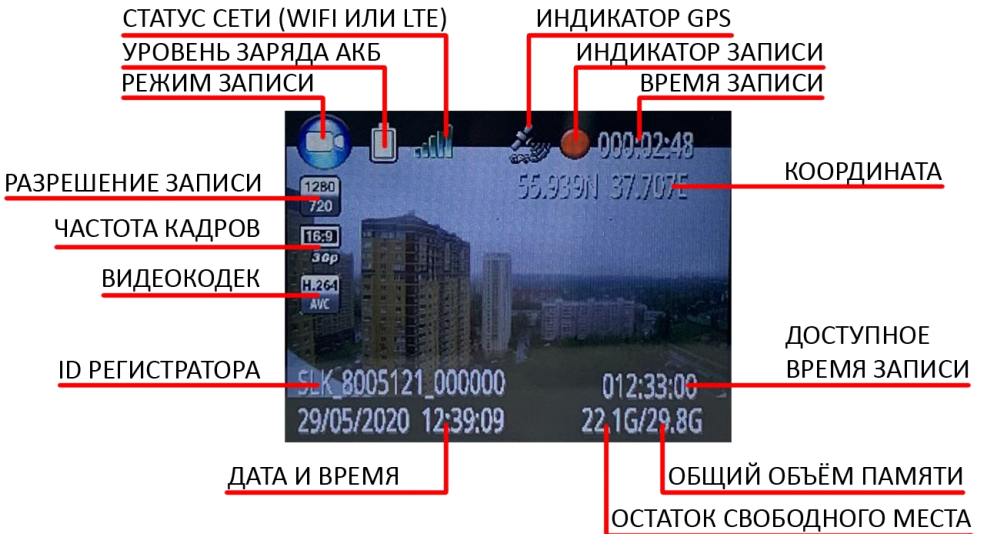 СТАТУС СЕТИ (WIFI ИЛИ LTE)
ИНДИКАТОР GPS
УРОВЕНЬ ЗАРЯДА АКБ
ИНДИКАТОР ЗАПИСИ
РЕЖИМ ЗАПИСИ
ВРЕМЯ ЗАПИСИ
000:02:48
КООРДИНАТА
РАЗРЕШЕНИЕ ЗАПИСИ
1280
720
55.939N 37.707E
ЧАСТОТА КАДРОВ
16:9
30p
ВИДЕОКОДЕК
H.264
AVC
ДОСТУПНОЕ
ВРЕМЯ ЗАПИСИ
ID РЕГИСТРАТОРА
SLK_8005121_000000
012:33:00
29/05/2020 12:39:09
22.1G/29.8G
ДАТА И ВРЕМЯ
ОБЩИЙ ОБЪЁМ ПАМЯТИ
ОСТАТОК СВОБОДНОГО МЕСТА